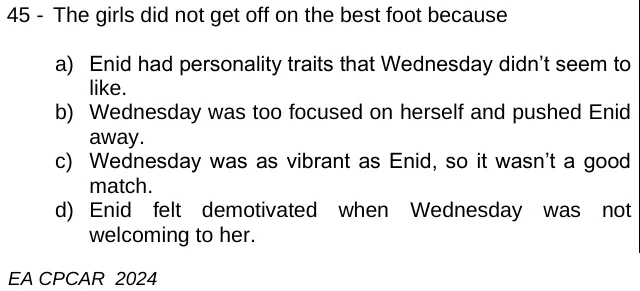 45 - The girls did not get off on the best foot because
a) Enid had personality traits that Wednesday didn’t seem to
like.
b) Wednesday was too focused on herself and pushed Enid
away.
c) Wednesday was as vibrant as Enid, so it wasn’t a good
match.
d) Enid felt demotivated when Wednesday was not
welcoming to her.
EA CPCAR 2024